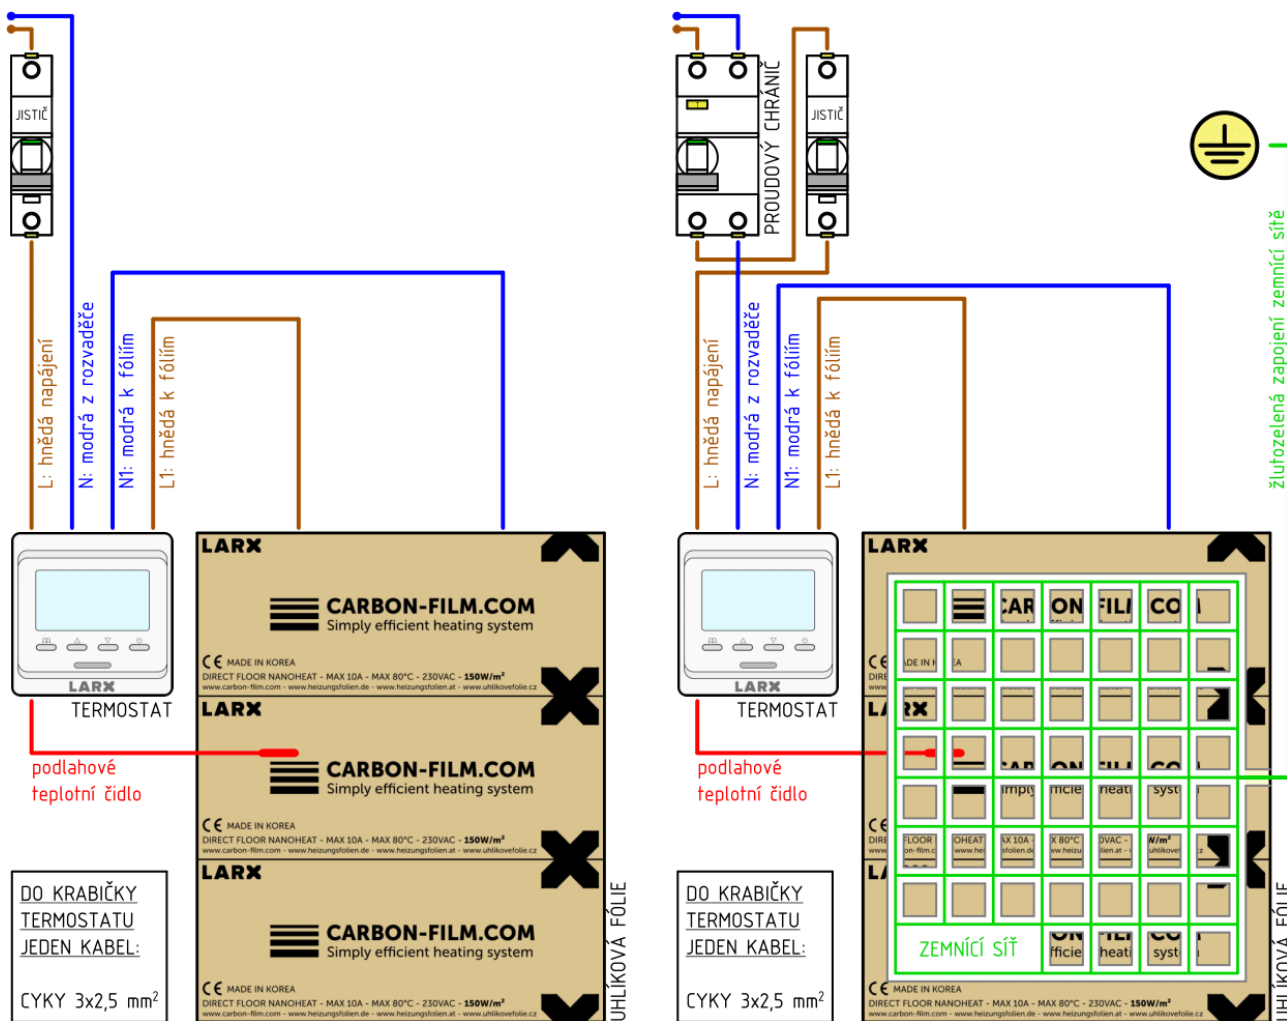 JISTIČ
L: hnědá napájení
N: modrá z rozvaděče
N1: modrá k fóliím
L1: hnědá k fóliím
LARX
TERMOSTAT
podlahové
teplotní čidlo
DO KRABIČKY
TERMOSTATU
JEDEN KABEL:
CYKY 3x2,5 mm²
LARX
CARBON-FILM.COM
Simply efficient heating system
CE MADE IN KOREA
DIRECT FLOOR NANOHEAT - MAX 10A - MAX 80°C - 230VAC - 150W/m²
www.carbon-film.com - www.heizungsfolien.de - www.heizungsfolien.at - www.uhlikovefolie.cz
LARX
CARBON-FILM.COM
Simply efficient heating system
CE MADE IN KOREA
DIRECT FLOOR NANOHEAT - MAX 10A - MAX 80°C - 230VAC - 150W/m²
www.carbon-film.com - www.heizungsfolien.de - www.heizungsfolien.at - www.uhlikovefolie.cz
LARX
CARBON-FILM.COM
Simply efficient heating system
CE MADE IN KOREA
DIRECT FLOOR NANOHEAT - MAX 10A - MAX 80°C - 230VAC - 150W/m²
www.carbon-film.com - www.heizungsfolien.de - www.heizungsfolien.at - www.uhlikovefolie.cz
UHLÍKOVÁ FÓLIE
T
PROUDOVÝ CHRÁNIČ
JISTIČ
L: hnědá napájení
N: modrá z rozvaděče
N1: modrá k fóliím
L1: hnědá k fóliím
žlutozelená zapojení zemnící sítě
LARX
TERMOSTAT
podlahové
teplotní čidlo
DO KRABIČKY
TERMOSTATU
JEDEN KABEL:
CYKY 3x2,5 mm²
LARX
ZEMNÍCÍ SÍŤ
CE MADE IN KOREA
DIRECT FLOOR NANOHEAT - MAX 10A - MAX 80°C - 230VAC - 150W/m²
www.carbon-film.com - www.heizungsfolien.de - www.heizungsfolien.at - www.uhlikovefolie.cz
UHLÍKOVÁ FÓLIE